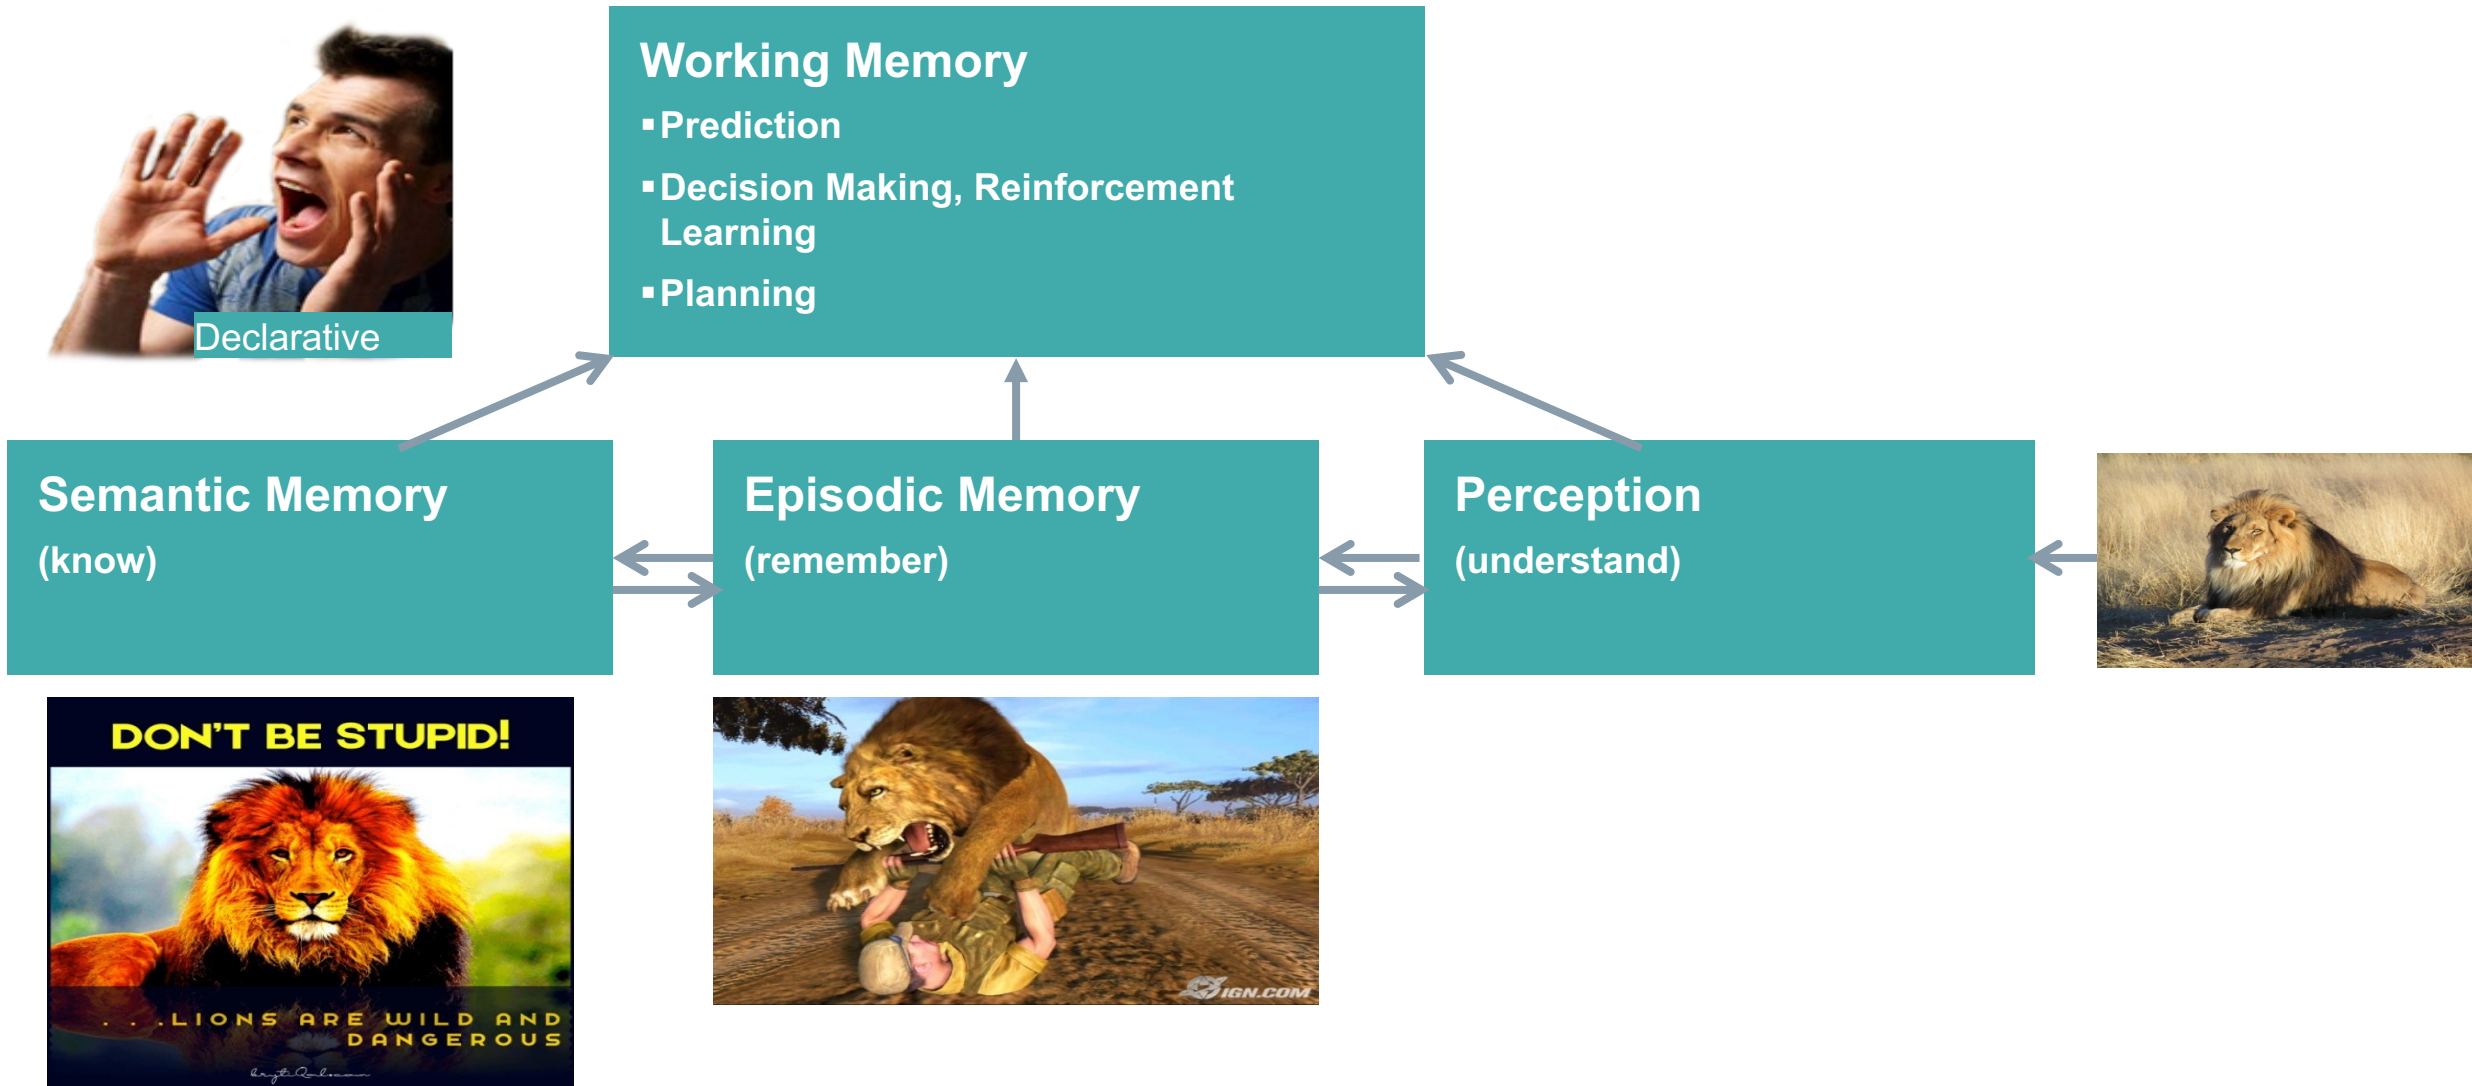 Working Memory
▪Prediction
▪Decision Making, Reinforcement
Learning
▪Planning
Declarative
Semantic Memory
(know)
Episodic Memory
(remember)
Perception
(understand)
DON'T BE STUPID!
...LIONS ARE WILD AND
DANGEROUS
IGN.COM